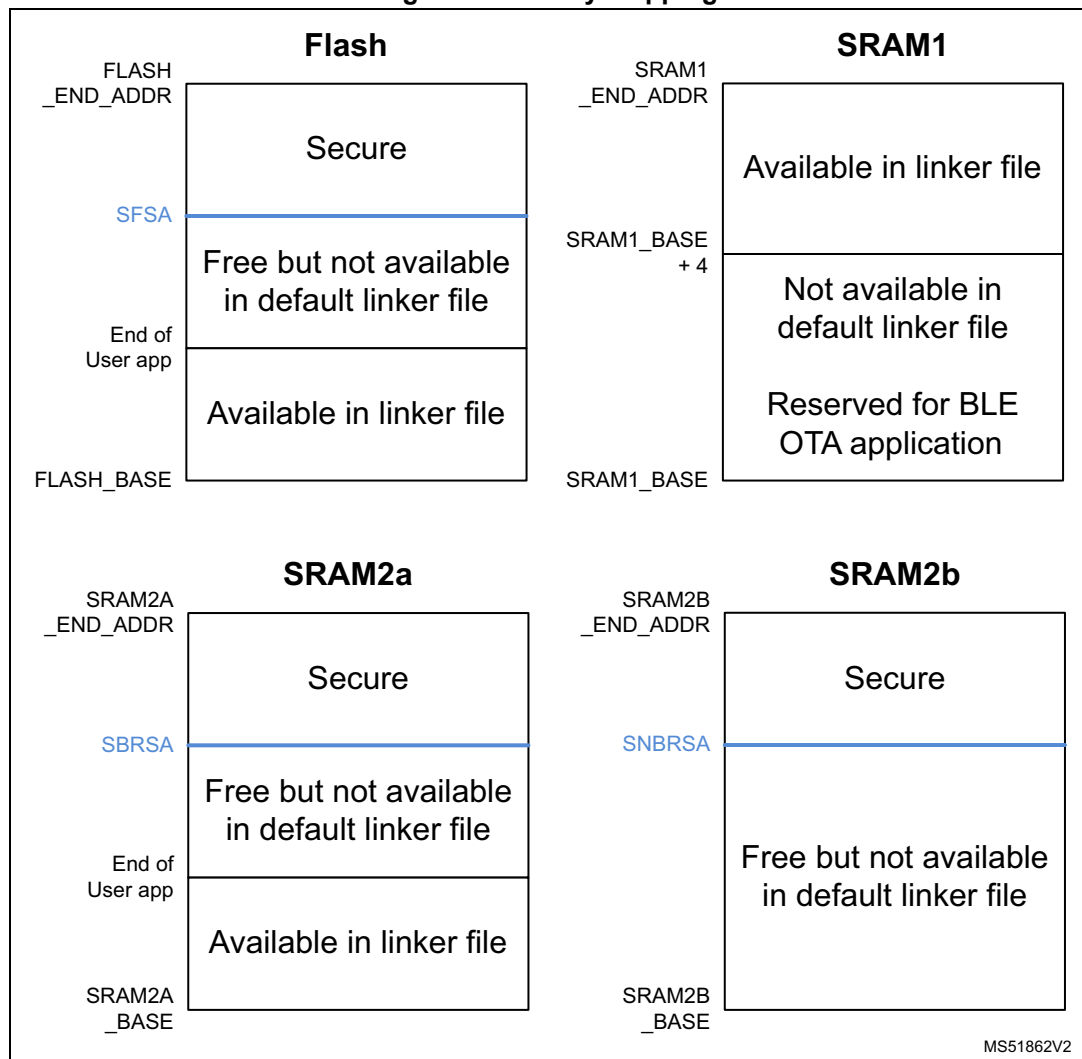 Flash
FLASH
_END_ADDR
Secure
SFSA
Free but not available
in default linker file
End of
User app
Available in linker file
FLASH_BASE
SRAM1
SRAM1
_END_ADDR
Available in linker file
SRAM1_BASE
+ 4
Not available in
default linker file
Reserved for BLE
OTA application
SRAM1_BASE
SRAM2a
SRAM2A
_END_ADDR
Secure
SBRSA
Free but not available
in default linker file
End of
User app
Available in linker file
SRAM2A
_BASE
SRAM2b
SRAM2B
_END_ADDR
Secure
SNBRSA
Free but not available
in default linker file
SRAM2B
_BASE
MS51862V2